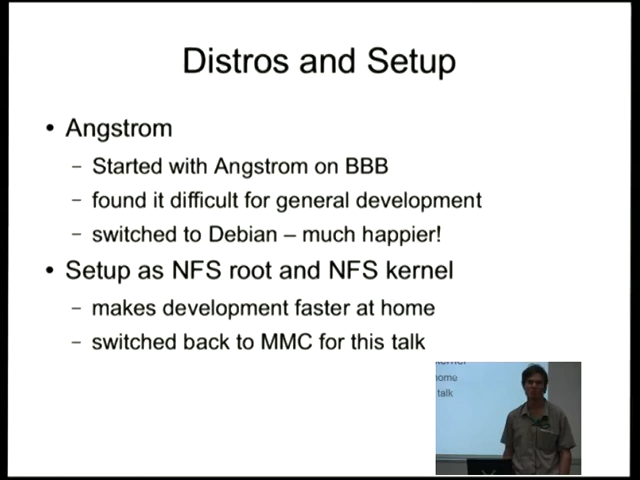 Distros and Setup
• Angstrom
– Started with Angstrom on BBB
– found it difficult for general development
– switched to Debian – much happier!
• Setup as NFS root and NFS kernel
– makes development faster at home
– switched back to MMC for this talk
home
talk